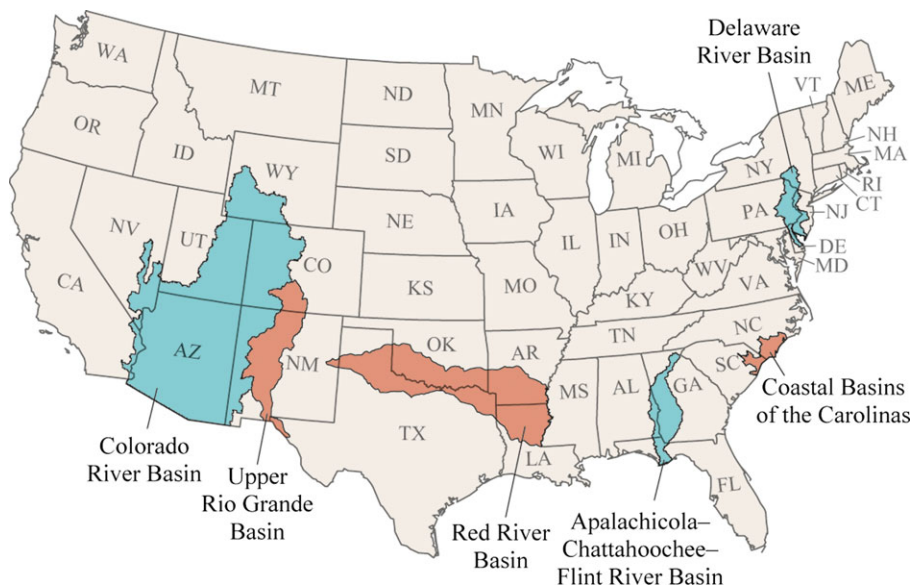 Delaware
River Basin
WA
MT
ND
MN
VT
ME
OR
ID
SD
WI
MI
NH
MA
NY
WY
RI
CT
NV
UT
NE
IA
PA
NJ
CA
CO
IL
IN
OH
DE
MD
KS
MO
WV
VA
KY
AZ
NM
OK
AR
TN
NC
SC
MS
AL
GA
Coastal Basins
of the Carolinas
TX
LA
FL
Colorado
River Basin
Upper
Rio Grande
Basin
Red River
Basin
Apalachicola–
Chattahoochee–
Flint River Basin